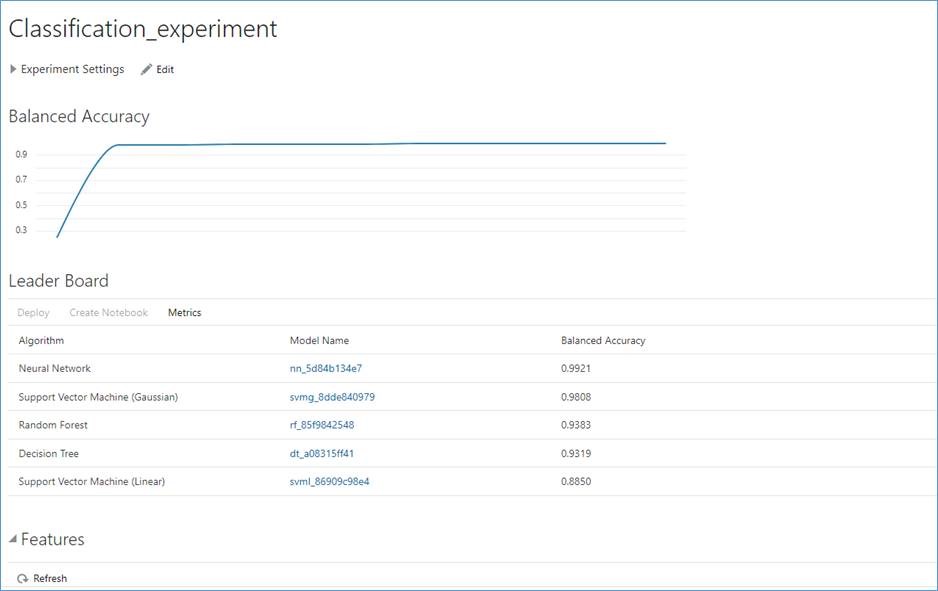 Classification_experiment
Experiment Settings Edit
Balanced Accuracy
0.9
0.7
0.5
0.3
Leader Board
Deploy Create Notebook Metrics
Algorithm Model Name Balanced Accuracy
Neural Network nn_5d84b134e7 0.9921
Support Vector Machine (Gaussian) svmg_8dde840979 0.9808
Random Forest rf_85f9842548 0.9383
Decision Tree dt_a08315ff41 0.9319
Support Vector Machine (Linear) svml_86909c98e4 0.8850
Features
Refresh